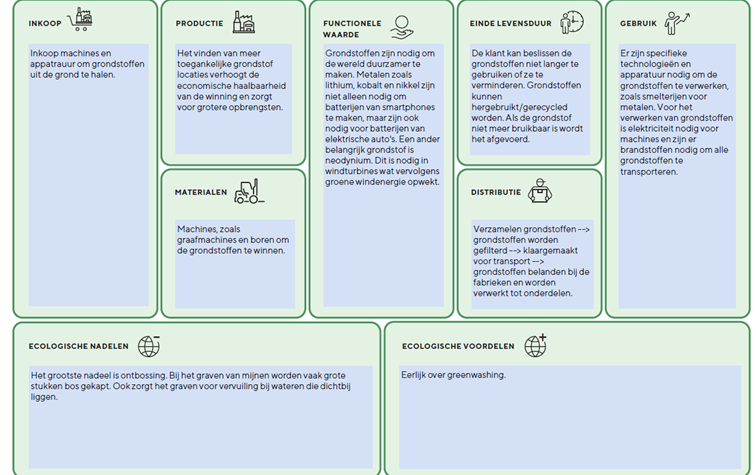 INKOOP
Inkoop machines en
appatrauur om grondstoffen
uit de grond te halen.
PRODUCTIE
Het vinden van meer
toegankelijke grondstof
locaties verhoogt de
economische haalbaarheid
van de winning en zorgt
voor grotere opbrengsten.
MATERIALEN
Machines, zoals
graafmachines en boren om
de grondstoffen te winnen.
FUNCTIONELE
WAARDE
Grondstoffen zijn nodig om
de wereld duurzamer te
maken. Metalen zoals
lithium, kobalt en nikkel zijn
niet alleen nodig om
batterijen van smartphones
te maken, maar zijn ook
nodig voor batterijen van
elektrische auto's. Een ander
belangrijk grondstof is
neodynium. Dit is nodig in
windturbines wat vervolgens
groene windenergie opwekt.
EINDE LEVENSDUUR
De klant kan beslissen de
grondstoffen niet langer te
gebruiken of ze te
verminderen. Grondstoffen
kunnen
hergebruikt/gerecycled
worden. Als de grondstof
niet meer bruikbaar is wordt
het afgevoerd.
DISTRIBUTIE
Verzamelen grondstoffen -->
grondstoffen worden
gefilterd --> klaargemaakt
voor transport -->
grondstoffen belanden bij de
fabrieken en worden
verwerkt tot onderdelen.
GEBRUIK
Er zijn specifieke
technologieën en
apparatuur nodig om de
grondstoffen te verwerken,
zoals smelterijen voor
metalen. Voor het
verwerken van grondstoffen
is elektriciteit nodig voor
machines en zijn er
brandstoffen nodig om alle
grondstoffen te
transporteren.
ECOLOGISCHE NADELEN
Het grootste nadeel is ontbossing. Bij het graven van mijnen worden vaak grote
stukken bos gekapt. Ook zorgt het graven voor vervuiling bij wateren die dichtbij
liggen.
ECOLOGISCHE VOORDELEN
Eerlijk over greenwashing.